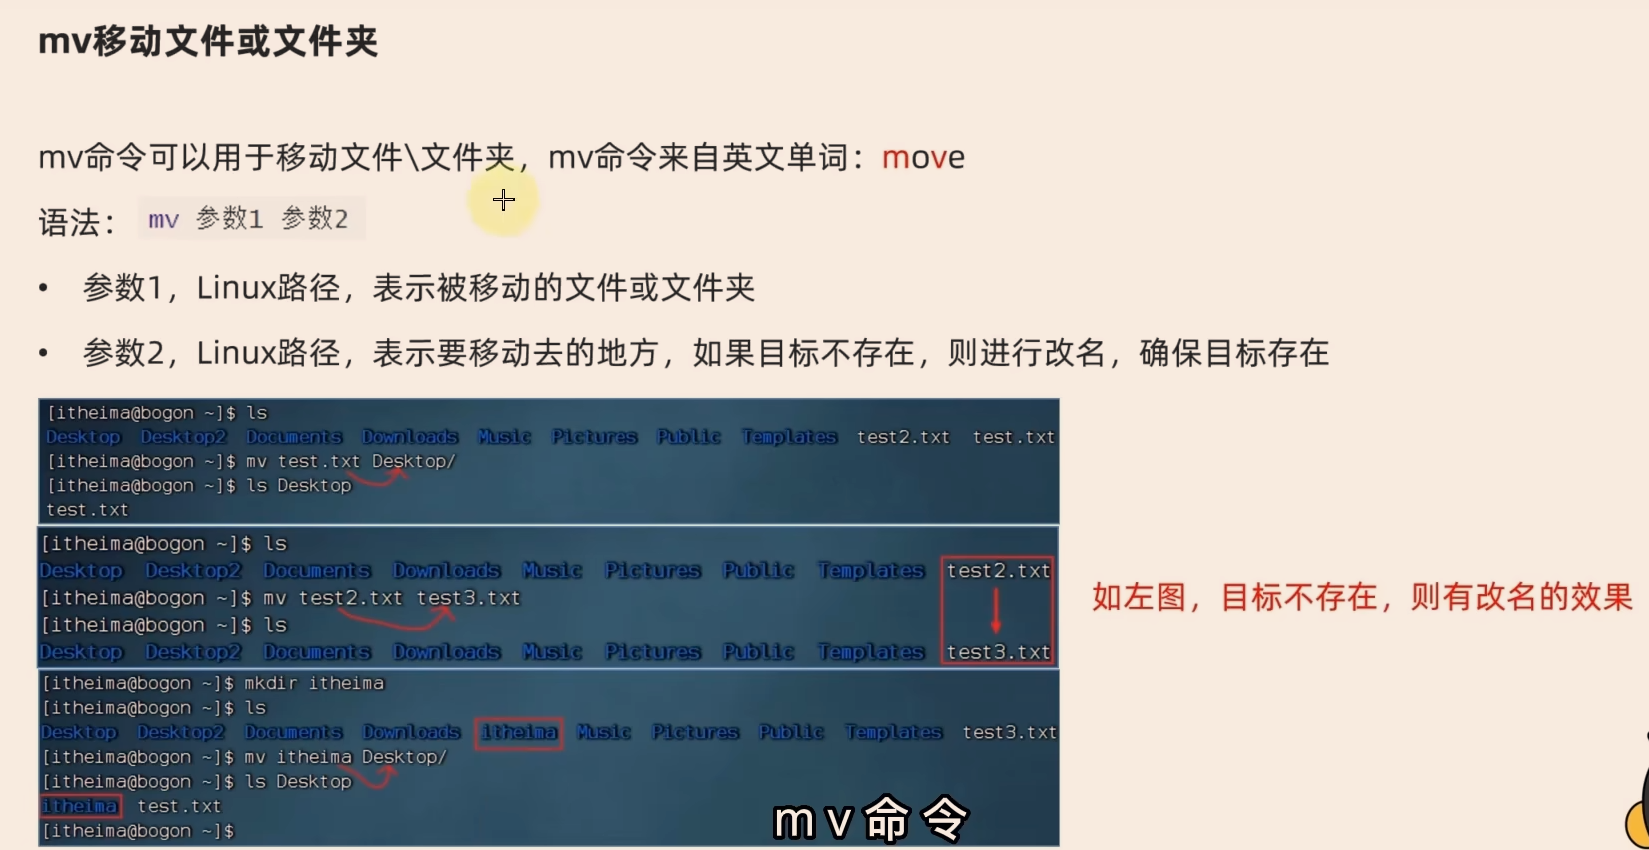 mv移动文件或文件夹
mv命令可以用于移动文件\文件夹，mv命令来自英文单词：move
语法： mv 参数1 参数2
• 参数1，Linux路径，表示被移动的文件或文件夹
• 参数2，Linux路径，表示要移动去的地方，如果目标不存在，则进行改名，确保目标存在
[itheima@bogon ~]$ ls
Desktop Desktop2 Documents Downloads Music Pictures Public Templates test2.txt test.txt
[itheima@bogon ~]$ mv test.txt Desktop/
[itheima@bogon ~]$ ls Desktop
test.txt
[itheima@bogon ~]$ ls
Desktop Desktop2 Documents Downloads Music Pictures Public Templates test2.txt
[itheima@bogon ~]$ mv test2.txt test3.txt
[itheima@bogon ~]$ ls
Desktop Desktop2 Documents Downloads Music Pictures Public Templates test3.txt
如左图，目标不存在，则有改名的效果
[itheima@bogon ~]$ mkdir itheima
[itheima@bogon ~]$ ls
Desktop Desktop2 Documents Downloads itheima Music Pictures Public Templates test3.txt
[itheima@bogon ~]$ mv itheima Desktop/
[itheima@bogon ~]$ ls Desktop
itheima test.txt
[itheima@bogon ~]$
mv命令